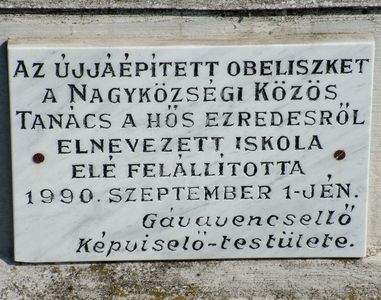 AZ ÚJJÁÉPÍTETT OBELISZKET
A NAGYKÖZSÉGI KÖZÖS
TANÁCS A HŐS EZREDESRŐL
ELNEVEZETT ISKOLA
ELÉ FELÁLLÍTOTTA
1990. SZEPTEMBER 1-JÉN.
Gávavencsellő
Képviselő-testülete.